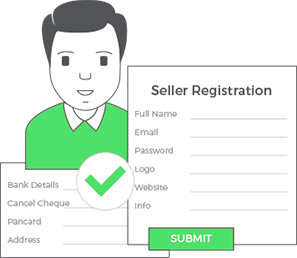 Seller Registration
Full Name
Email
Password
Logo
Website
Info
SUBMIT
Bank Details
Cancel Cheque
Pancard
Address